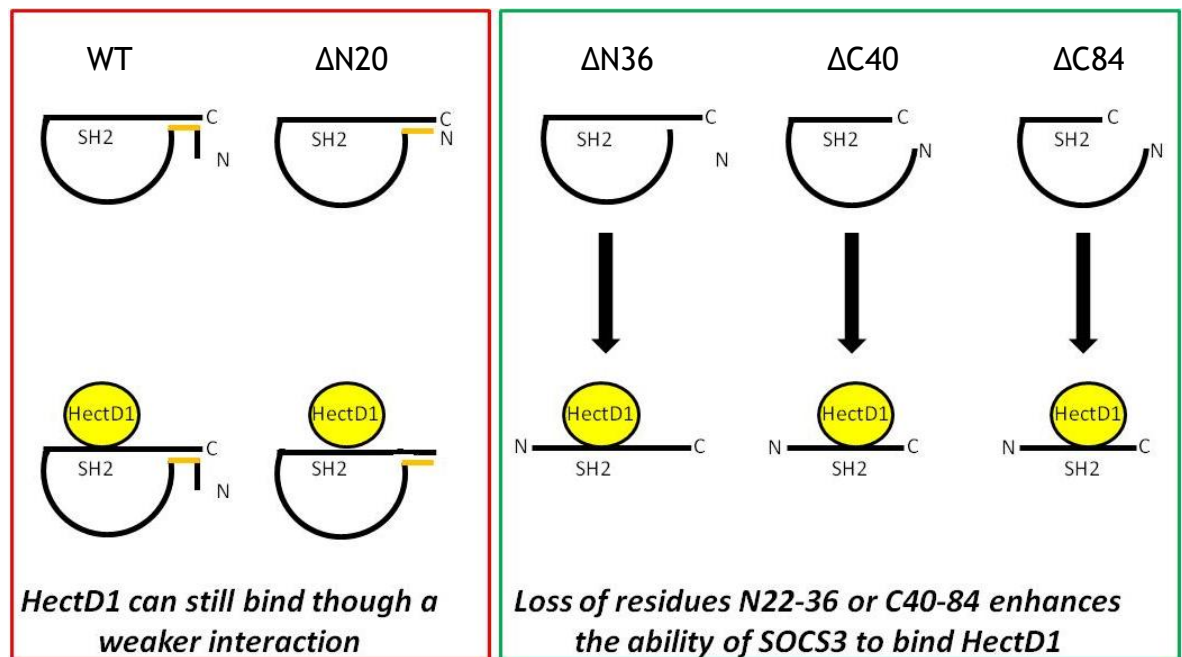 WT
ΔN20
ΔN36
ΔC40
ΔC84
C
SH2
N
C
SH2
N
C
SH2
N
C
SH2
N
C
SH2
N
HectD1
C
SH2
N
HectD1
SH2
HectD1
N
C
SH2
HectD1
N
C
SH2
HectD1
N
C
SH2
HectD1 can still bind though a
weaker interaction
Loss of residues N22-36 or C40-84 enhances
the ability of SOCS3 to bind HectD1